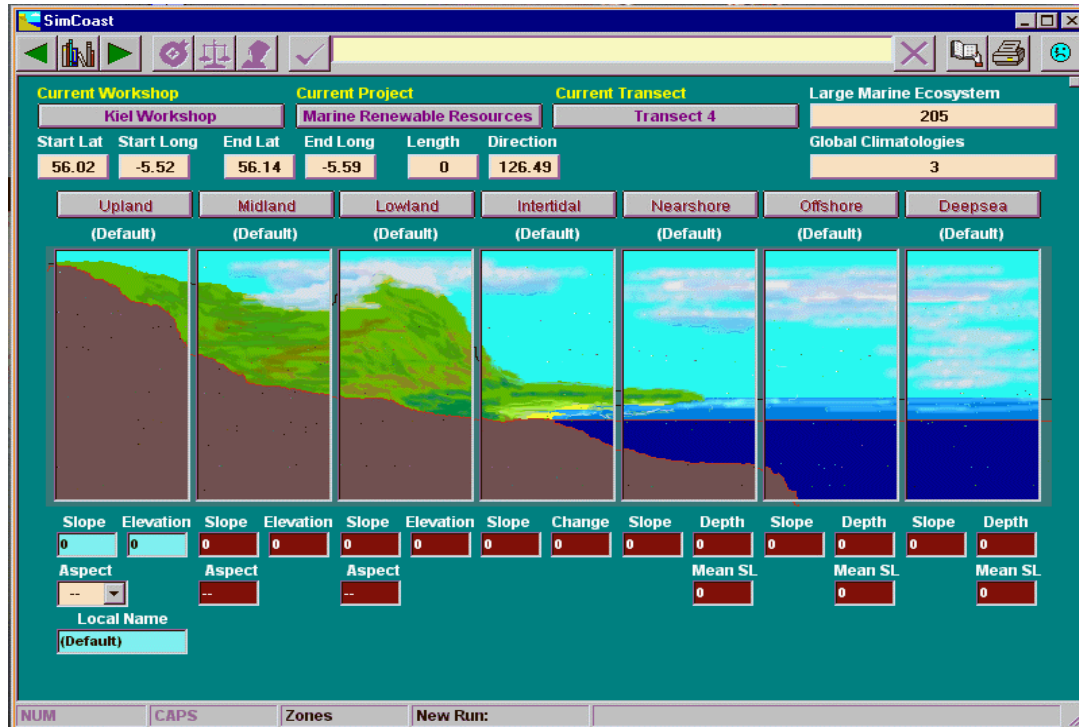 SimCoast
Current Workshop Current Project Current Transect Large Marine Ecosystem
Kiel Workshop Marine Renewable Resources Transect 4 205
Start Lat Start Long End Lat End Long Length Direction Global Climatologies
56.02 -5.52 56.14 -5.59 0 126.49 3
Upland Midland Lowland Intertidal Nearshore Offshore Deepsea
(Default) (Default) (Default) (Default) (Default) (Default) (Default)
Slope Elevation Slope Elevation Slope Elevation Slope Change Slope Depth Slope Depth Slope Depth
0 0 0 0 0 0 0 0 0 0 0 0 0 0
Aspect Aspect Aspect Mean SL Mean SL Mean SL
-- -- -- 0 0 0
Local Name
(Default)
NUM CAPS Zones New Run: